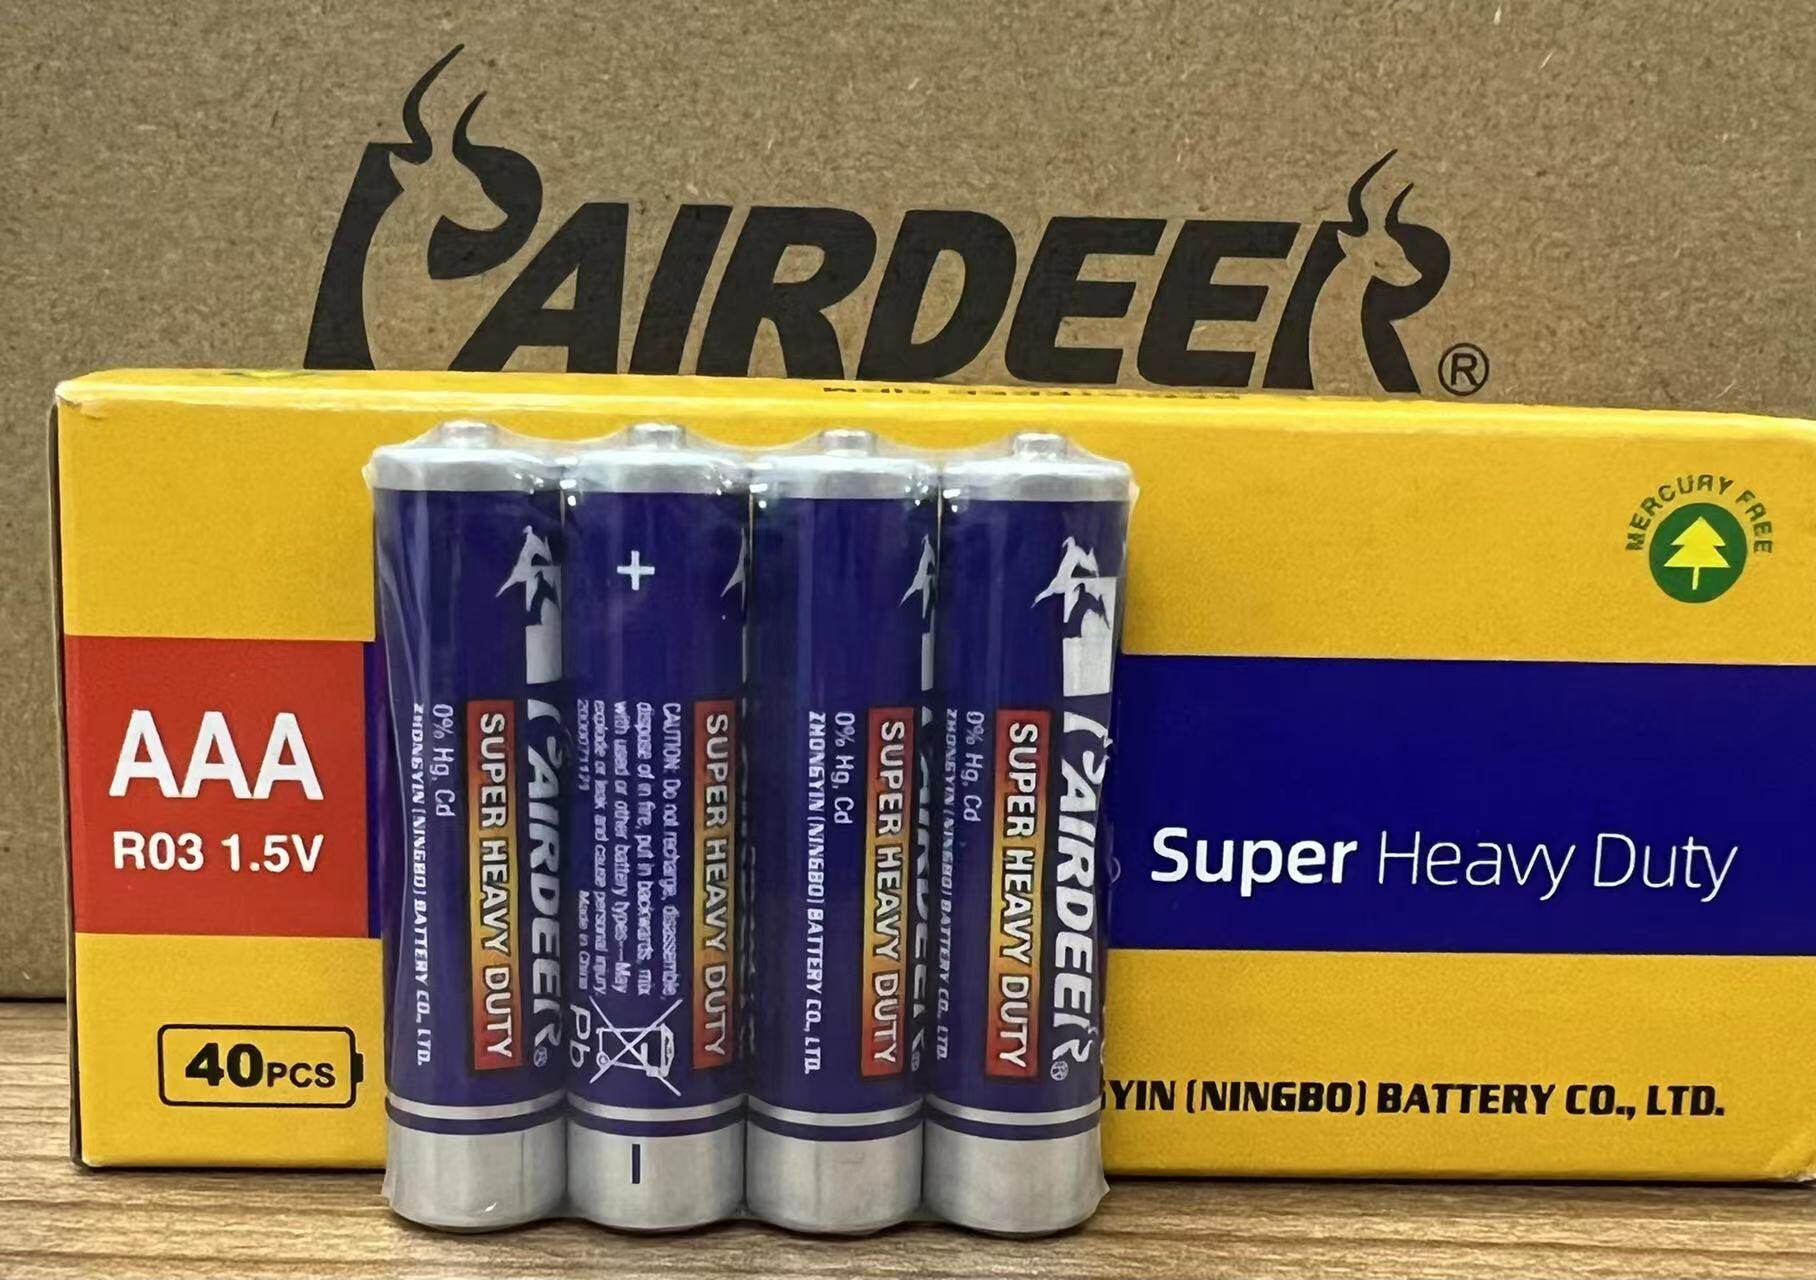 PAIRDEER®
MERCURY FREE
AAA
R03 1.5V
40PCS
Super Heavy Duty
YIN (NINGBO) BATTERY CO., LTD.
PAIRDEER®
SUPER HEAVY DUTY
0% Hg, Cd
ZHONGYIN (NINGBO) BATTERY CO., LTD.
+
SUPER HEAVY DUTY
CAUTION: Do not recharge, disassemble,
dispose of in fire, put in backwards, mix
with used or other battery types—May
explode or leak and cause personal injury.
Made in China
Pb
–
PAIRDEER®
SUPER HEAVY DUTY
0% Hg, Cd
ZHONGYIN (NINGBO) BATTERY CO., LTD.
PAIRDEER®
SUPER HEAVY DUTY
0% Hg, Cd
ZHONGYIN (NINGBO) BATTERY CO., LTD.